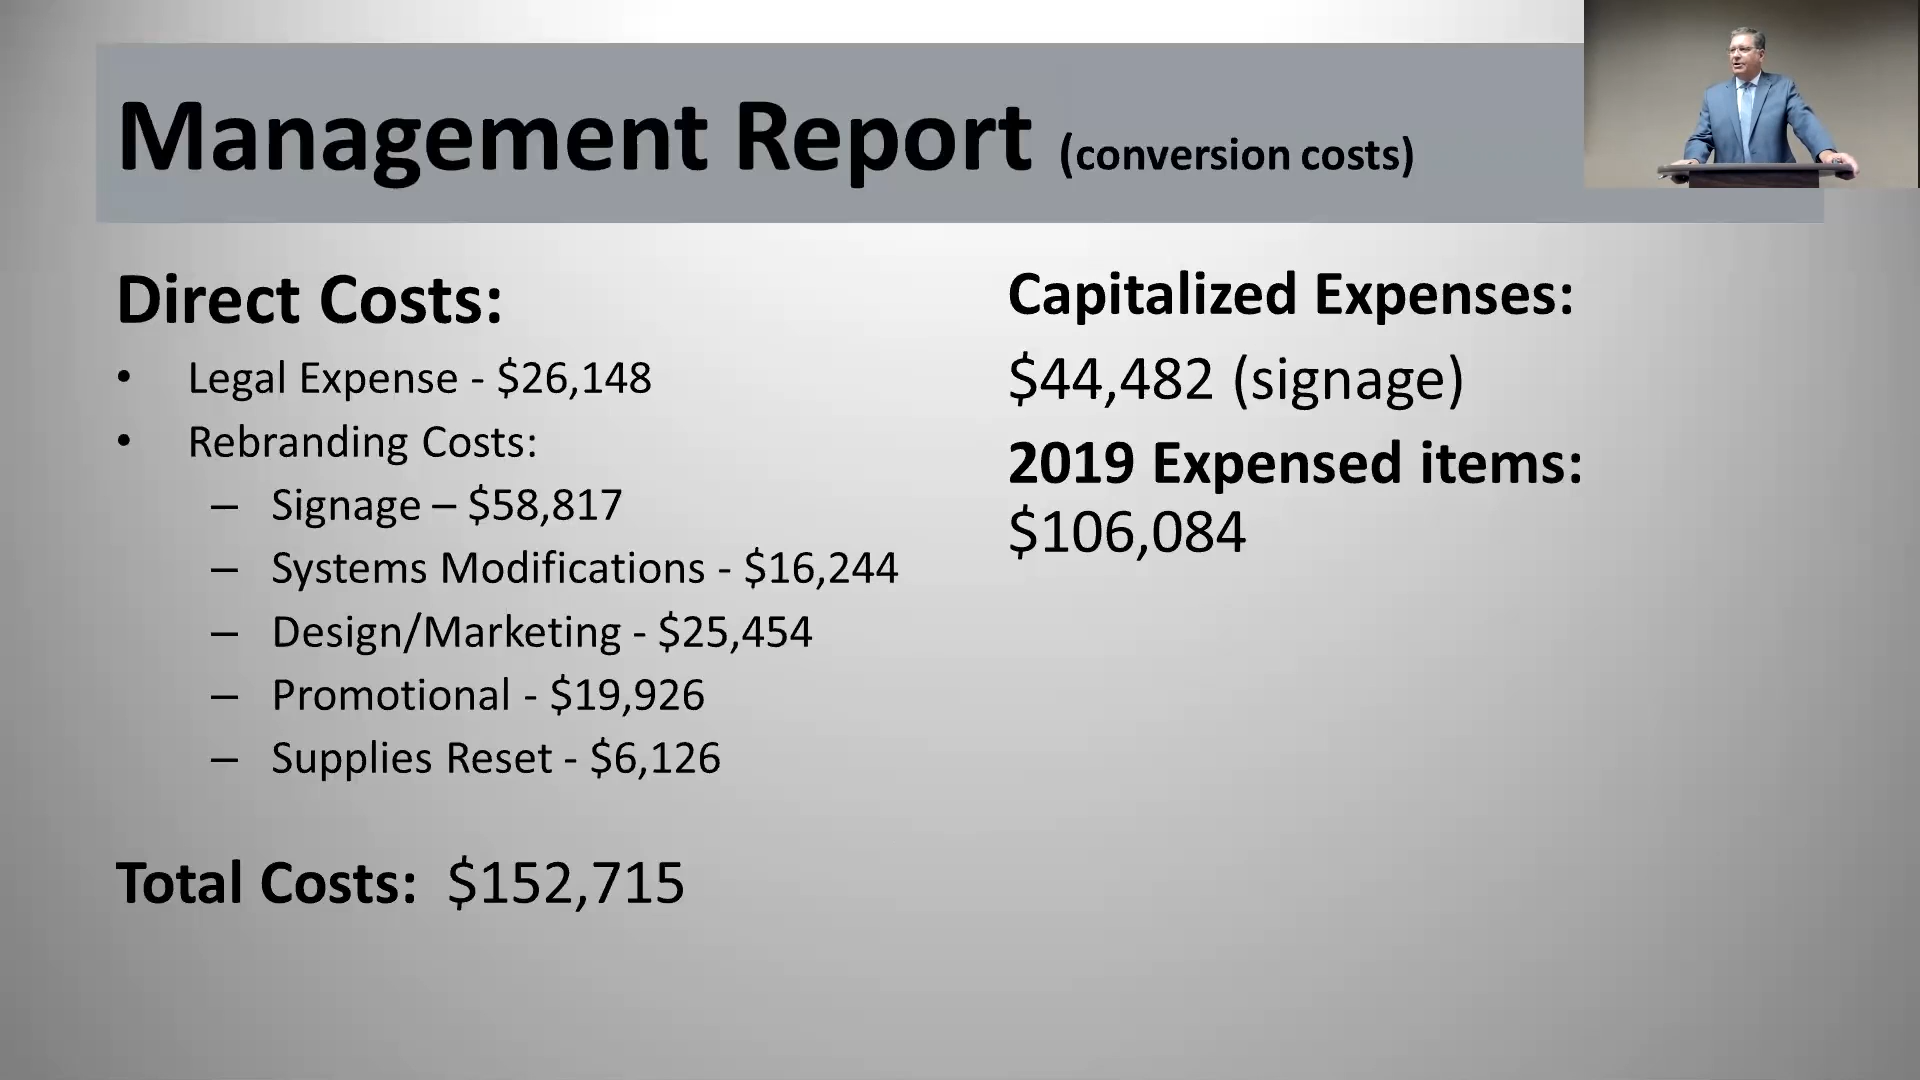 Management Report (conversion costs)
Direct Costs:
• Legal Expense - $26,148
• Rebranding Costs:
– Signage – $58,817
– Systems Modifications - $16,244
– Design/Marketing - $25,454
– Promotional - $19,926
– Supplies Reset - $6,126
Total Costs: $152,715
Capitalized Expenses:
$44,482 (signage)
2019 Expensed items:
$106,084